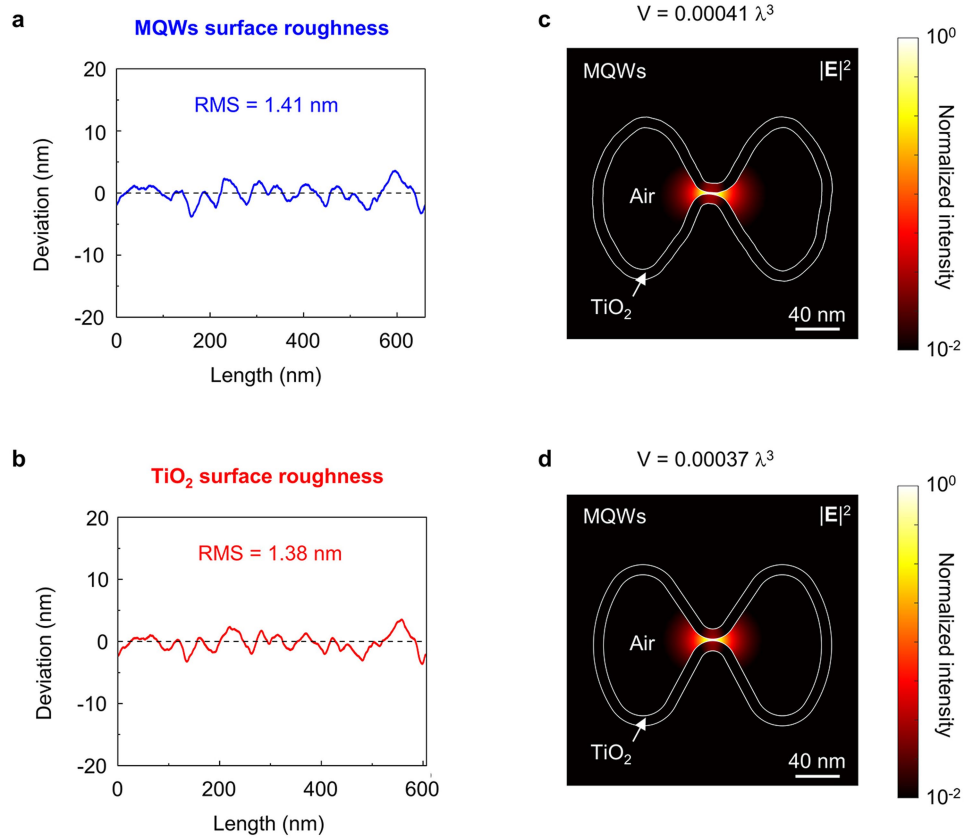 a
MQWs surface roughness
20
10
0
-10
-20
RMS = 1.41 nm
Deviation (nm)
0
200
400
600
Length (nm)
c
V = 0.00041 λ³
MQWs
|E|²
Air
TiO₂
40 nm
10⁰
10⁻²
Normalized intensity
b
TiO₂ surface roughness
20
10
0
-10
-20
RMS = 1.38 nm
Deviation (nm)
0
200
400
600
Length (nm)
d
V = 0.00037 λ³
MQWs
|E|²
Air
TiO₂
40 nm
10⁰
10⁻²
Normalized intensity